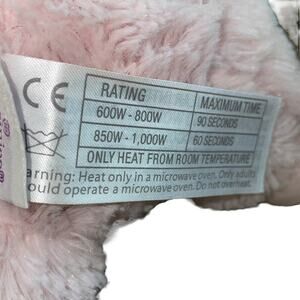 CE
RATING MAXIMUM TIME
600W - 800W 90 SECONDS
850W - 1,000W 60 SECONDS
ONLY HEAT FROM ROOM TEMPERATURE
arning: Heat only in a microwave oven. Only adults
ould operate a microwave oven. Do not overheat.